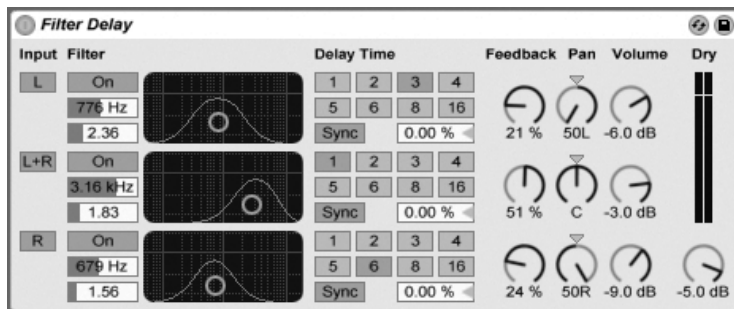 Filter Delay
Input Filter Delay Time Feedback Pan Volume Dry
L On 1 2 3 4
776 Hz 5 6 8 16
2.36 Sync 0.00 % 21 % 50L -6.0 dB
L+R On 1 2 3 4
3.16 kHz 5 6 8 16
1.83 Sync 0.00 % 51 % C -3.0 dB
R On 1 2 3 4
679 Hz 5 6 8 16
1.56 Sync 0.00 % 24 % 50R -9.0 dB -5.0 dB